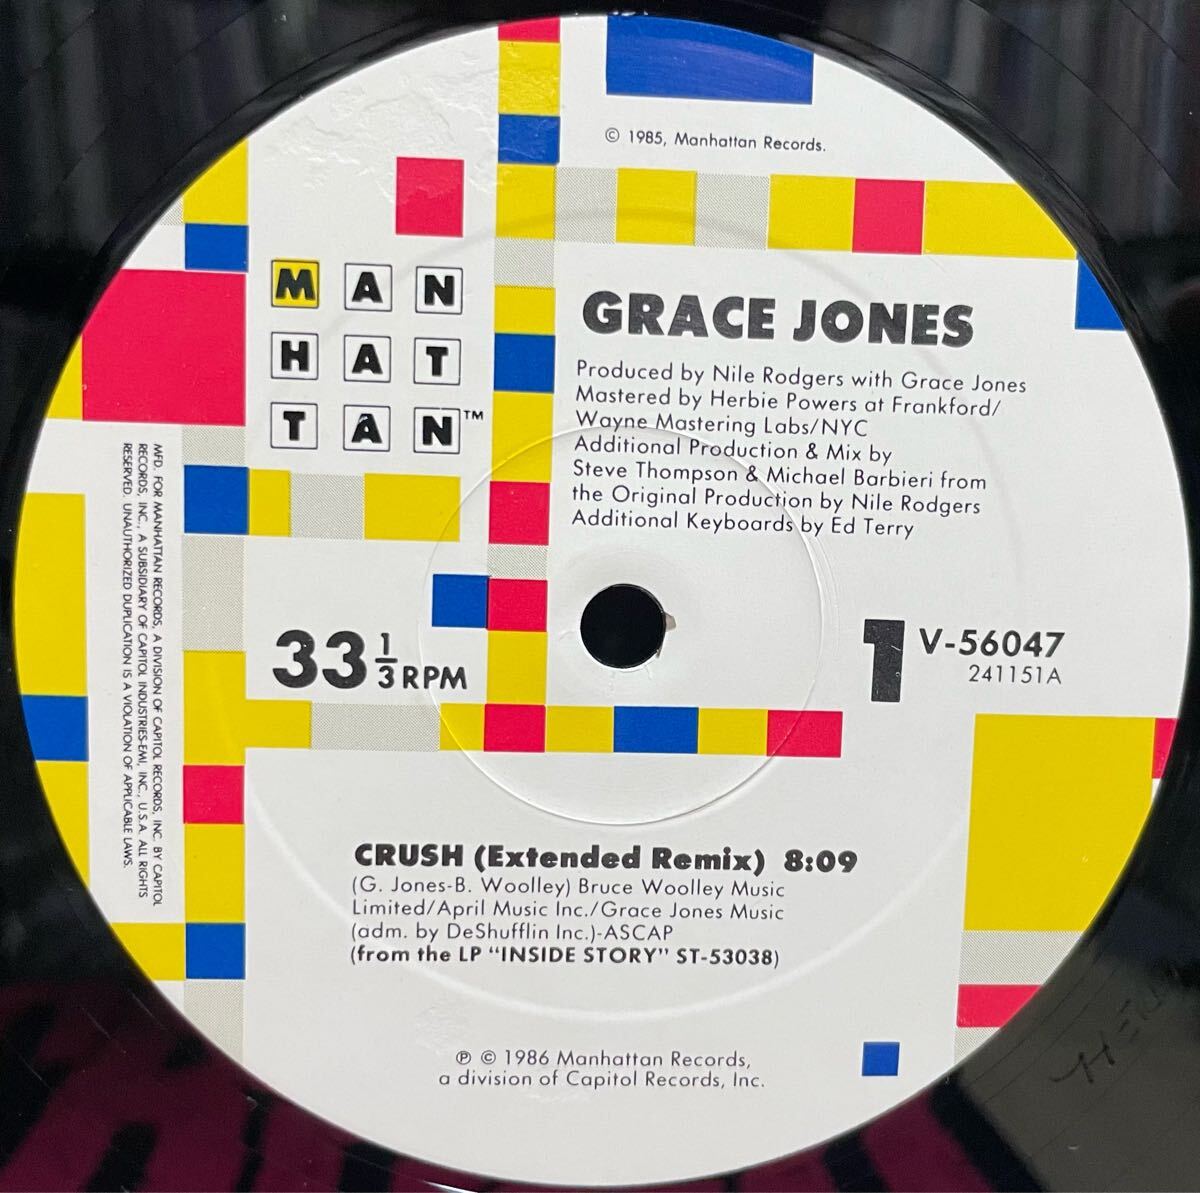 © 1985, Manhattan Records.
MAN
HAT
TAN™
GRACE JONES
Produced by Nile Rodgers with Grace Jones
Mastered by Herbie Powers at Frankford/
Wayne Mastering Labs/NYC
Additional Production & Mix by
Steve Thompson & Michael Barbieri from
the Original Production by Nile Rodgers
Additional Keyboards by Ed Terry
MFD. FOR MANHATTAN RECORDS, A DIVISION OF CAPITOL RECORDS, INC. BY CAPITOL
RECORDS, INC., A SUBSIDIARY OF CAPITOL INDUSTRIES-EMI, INC., U.S.A. ALL RIGHTS
RESERVED. UNAUTHORIZED DUPLICATION IS A VIOLATION OF APPLICABLE LAWS.
33 1/3 RPM
1 V-56047
241151A
CRUSH (Extended Remix) 8:09
(G. Jones-B. Woolley) Bruce Woolley Music
Limited/April Music Inc./Grace Jones Music
(adm. by DeShufflin Inc.)-ASCAP
(from the LP "INSIDE STORY" ST-53038)
℗ © 1986 Manhattan Records,
a division of Capitol Records, Inc.